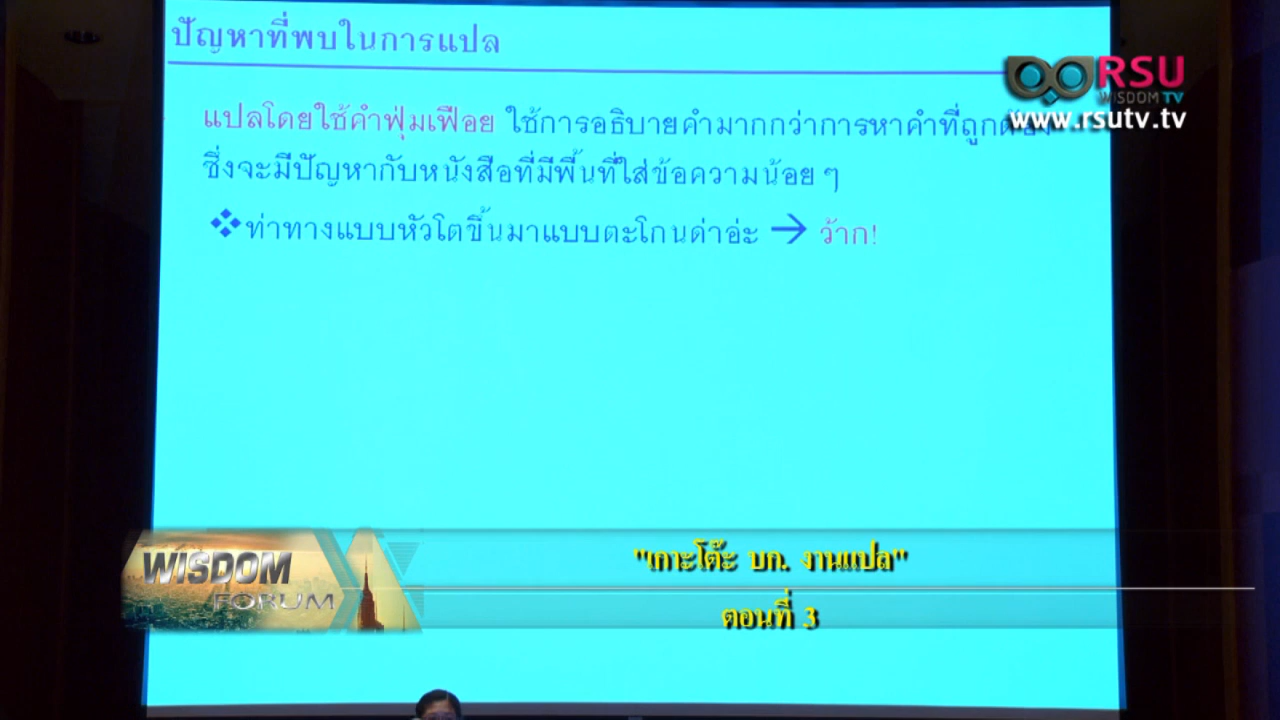 ปัญหาที่พบในการแปล
RSU
WISDOM TV
www.rsutv.tv
แปลโดยใช้คำฟุ่มเฟือย ใช้การอธิบายคำมากกว่าการหาคำที่ถูกต้อง
ซึ่งจะมีปัญหากับหนังสือที่มีพื้นที่ใส่ข้อความน้อย ๆ
❖ท่าทางแบบหัวโตขึ้นมาแบบตะโกนด่าอ่ะ → ว้าก!
WISDOM
FORUM
"เกาะโต๊ะ บก. งานแปล"
ตอนที่ 3